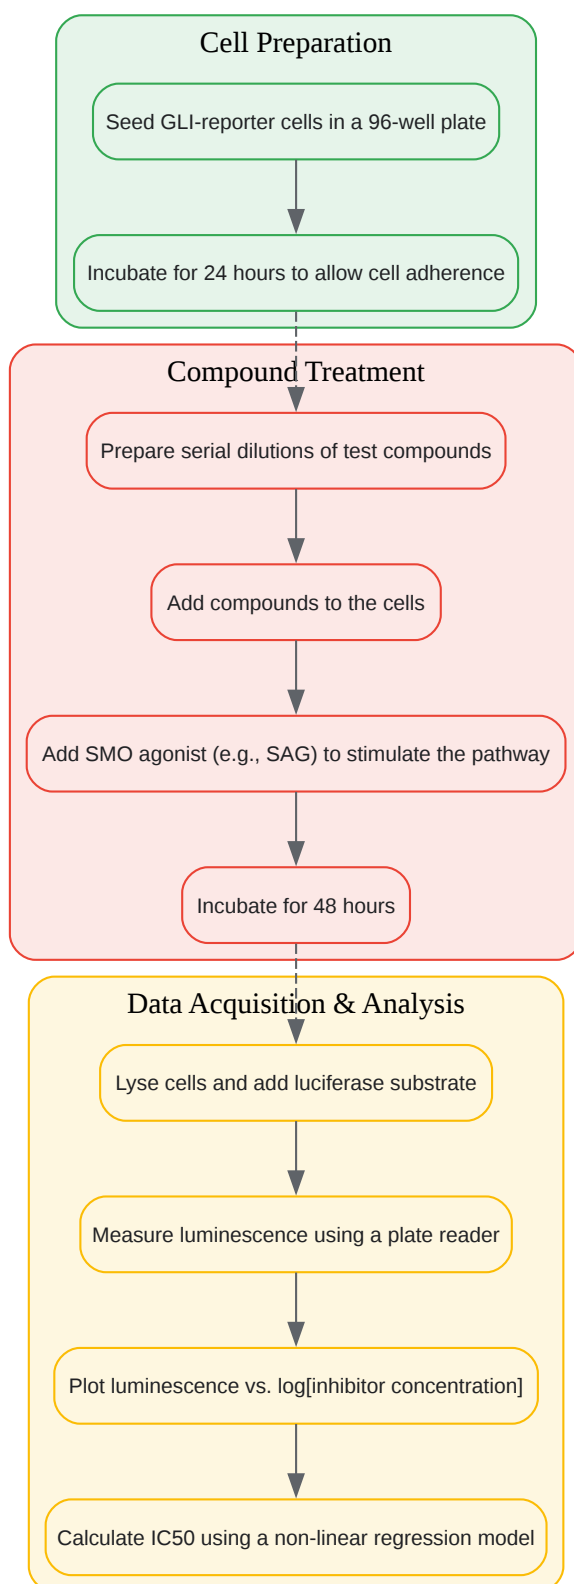 Cell Preparation
Seed GLI-reporter cells in a 96-well plate
Incubate for 24 hours to allow cell adherence
Compound Treatment
Prepare serial dilutions of test compounds
Add compounds to the cells
Add SMO agonist (e.g., SAG) to stimulate the pathway
Incubate for 48 hours
Data Acquisition & Analysis
Lyse cells and add luciferase substrate
Measure luminescence using a plate reader
Plot luminescence vs. log[inhibitor concentration]
Calculate IC50 using a non-linear regression model